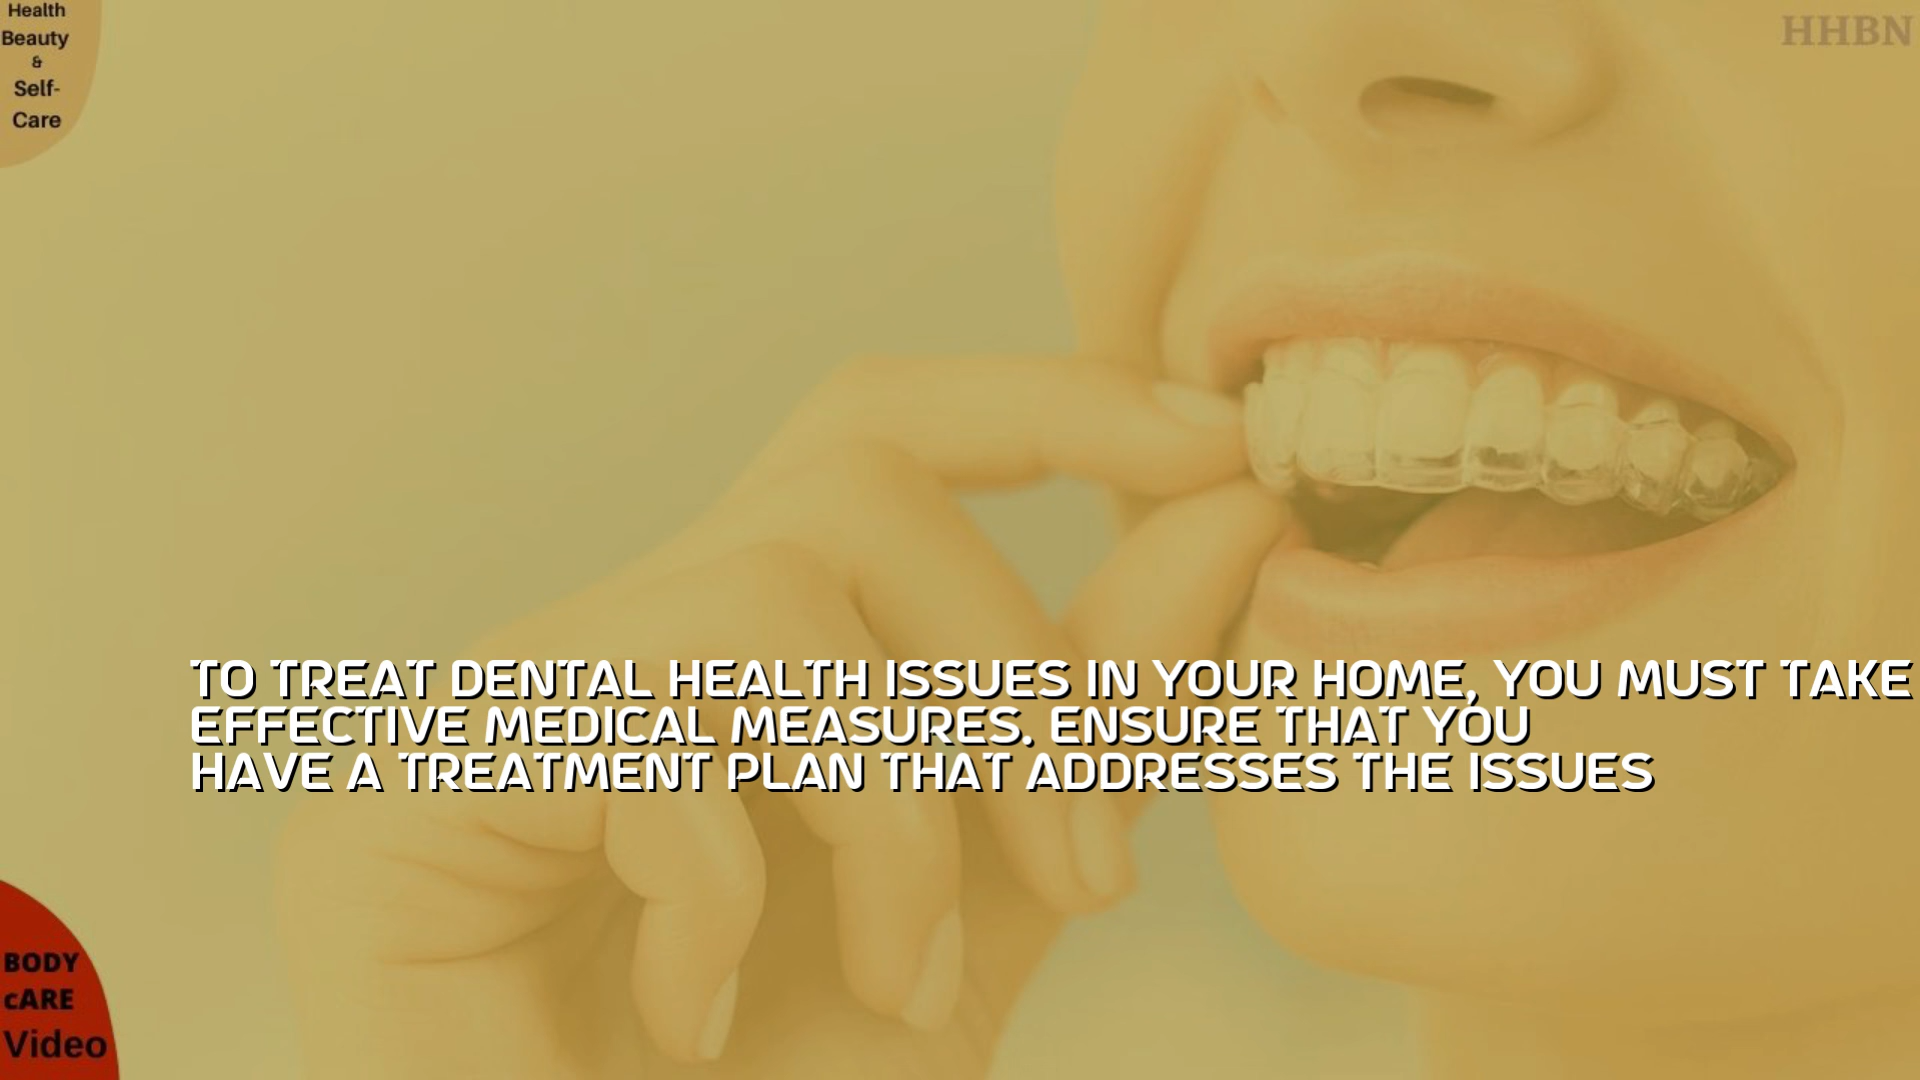 Health
Beauty
&
Self-
Care
HHBN
TO TREAT DENTAL HEALTH ISSUES IN YOUR HOME, YOU MUST TAKE
EFFECTIVE MEDICAL MEASURES. ENSURE THAT YOU
HAVE A TREATMENT PLAN THAT ADDRESSES THE ISSUES
BODY
cARE
Video